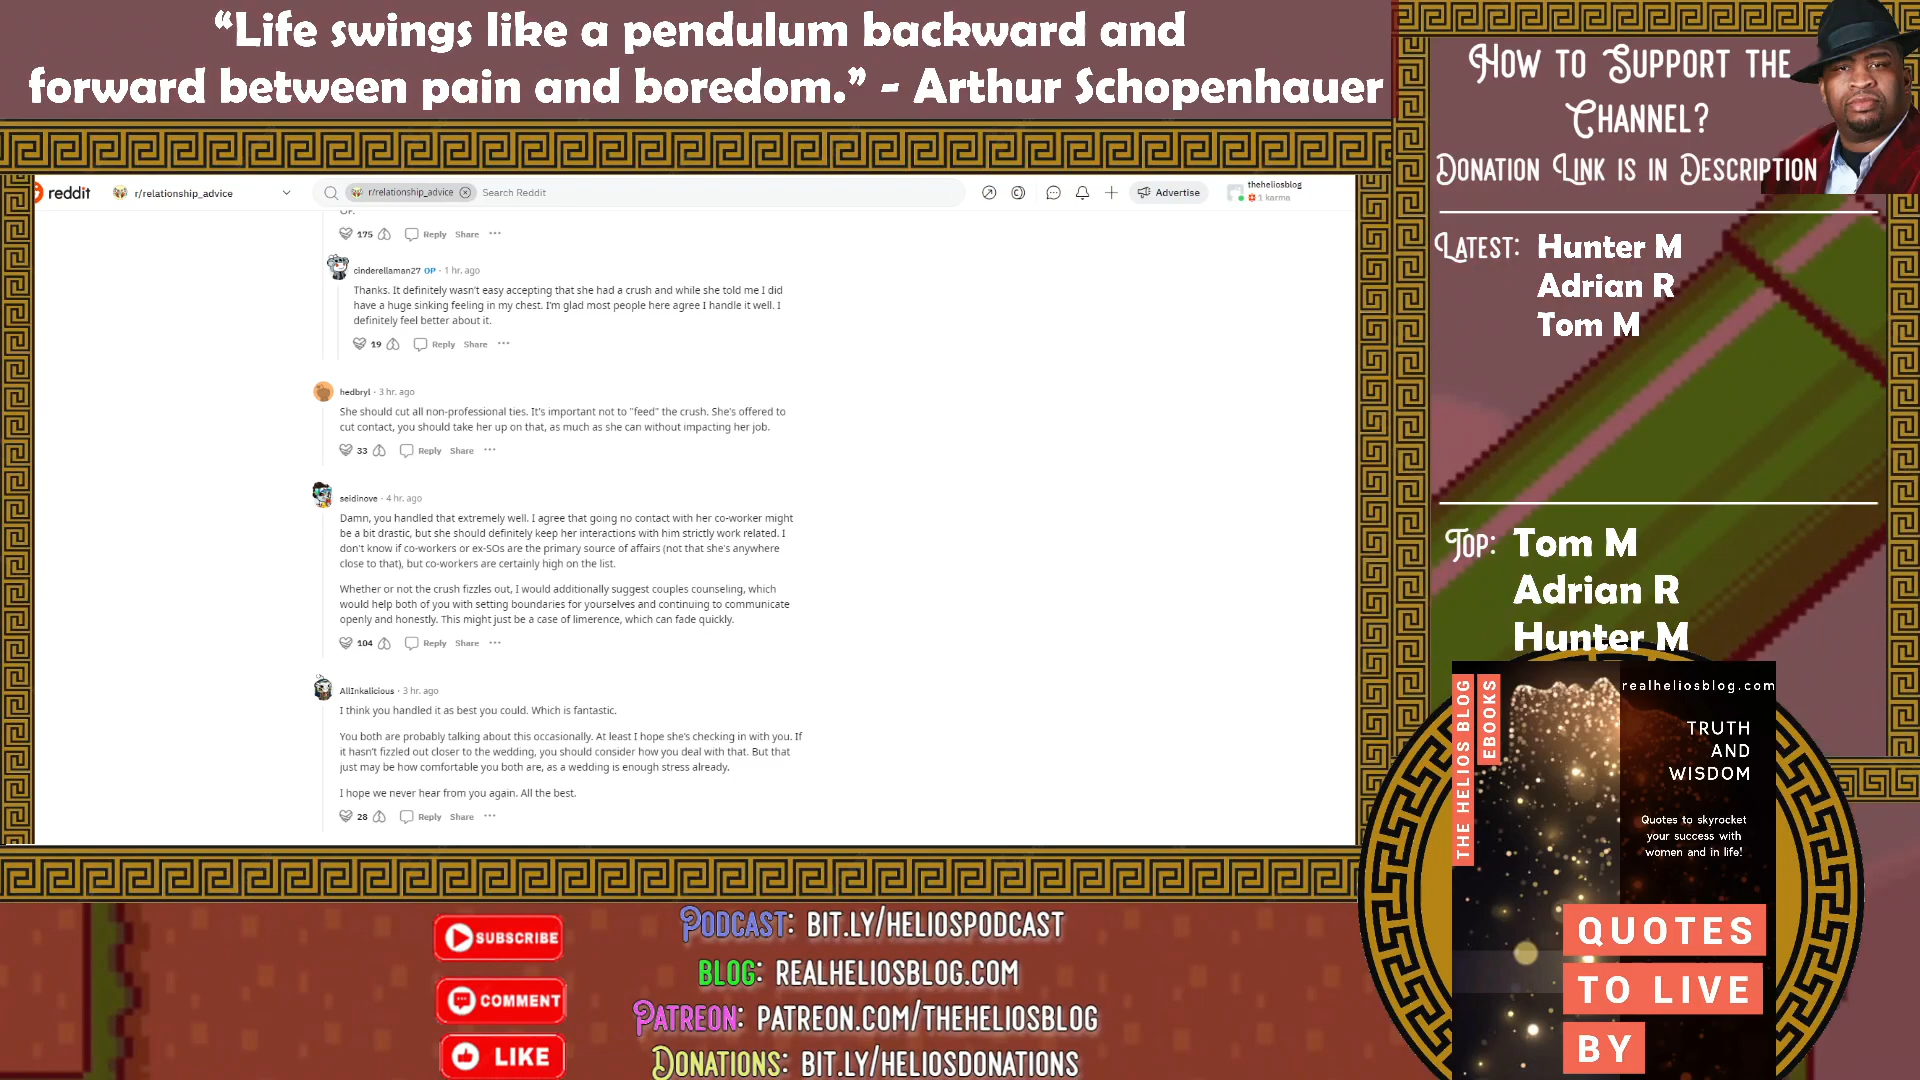 “Life swings like a pendulum backward and
forward between pain and boredom.” - Arthur Schopenhauer
reddit
r/relationship_advice
r/relationship_advice
Search Reddit
Advertise
theheliosblog
1 karma
OP.
175 Reply Share
cinderellaman27 OP · 1 hr. ago
Thanks. It definitely wasn't easy accepting that she had a crush and while she told me I did
have a huge sinking feeling in my chest. I'm glad most people here agree I handle it well. I
definitely feel better about it.
19 Reply Share
hedbryl · 3 hr. ago
She should cut all non-professional ties. It's important not to "feed" the crush. She's offered to
cut contact, you should take her up on that, as much as she can without impacting her job.
33 Reply Share
seidinove · 4 hr. ago
Damn, you handled that extremely well. I agree that going no contact with her co-worker might
be a bit drastic, but she should definitely keep her interactions with him strictly work related. I
don't know if co-workers or ex-SOs are the primary source of affairs (not that she's anywhere
close to that), but co-workers are certainly high on the list.
Whether or not the crush fizzles out, I would additionally suggest couples counseling, which
would help both of you with setting boundaries for yourselves and continuing to communicate
openly and honestly. This might just be a case of limerence, which can fade quickly.
104 Reply Share
AllInkalicious · 3 hr. ago
I think you handled it as best you could. Which is fantastic.
You both are probably talking about this occasionally. At least I hope she's checking in with you. If
it hasn't fizzled out closer to the wedding, you should consider how you deal with that. But that
just may be how comfortable you both are, as a wedding is enough stress already.
I hope we never hear from you again. All the best.
28 Reply Share
How to Support the
Channel?
Donation Link is in Description
Latest: Hunter M
Adrian R
Tom M
Top: Tom M
Adrian R
Hunter M
THE HELIOS BLOG
EBOOKS
realheliosblog.com
TRUTH
AND
WISDOM
Quotes to skyrocket
your success with
women and in life!
QUOTES
TO LIVE
BY
SUBSCRIBE
COMMENT
LIKE
Podcast: bit.ly/heliospodcast
Blog: realheliosblog.com
Patreon: patreon.com/theheliosblog
Donations: bit.ly/heliosdonations